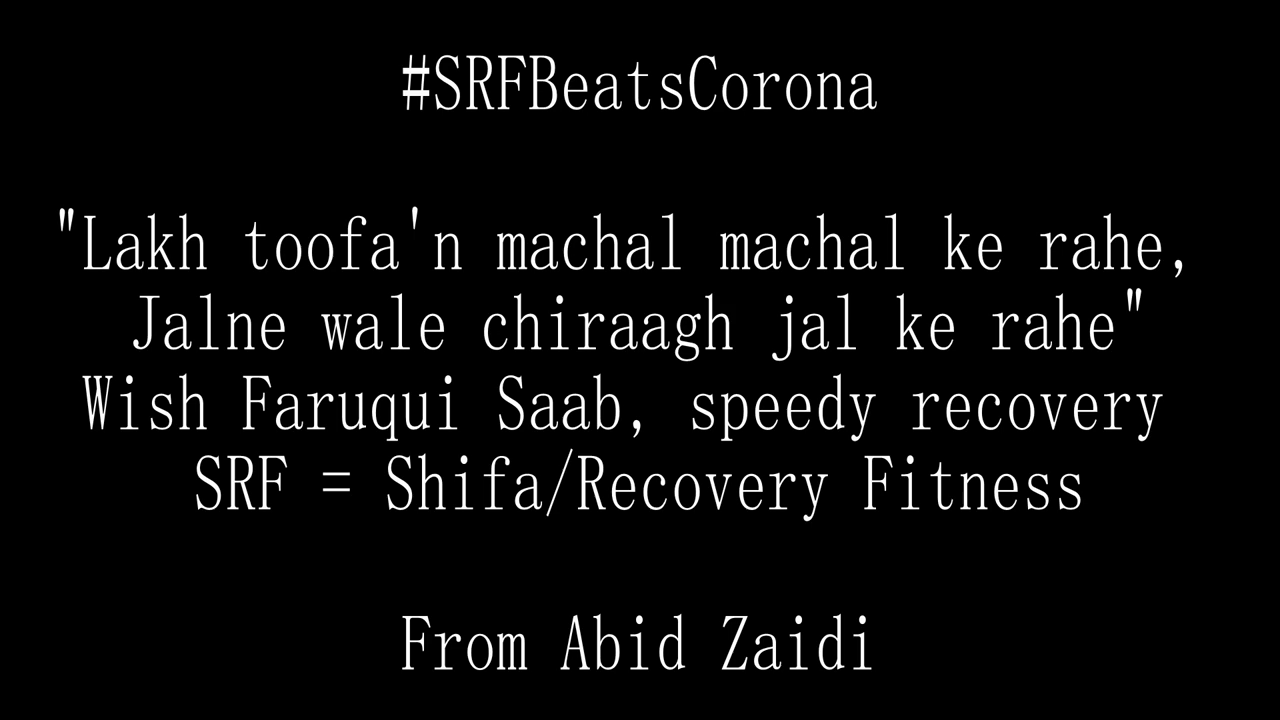 #SRFBeatsCorona
"Lakh toofa'n machal machal ke rahe,
Jalne wale chiraagh jal ke rahe"
Wish Faruqui Saab, speedy recovery
SRF = Shifa/Recovery Fitness
From Abid Zaidi